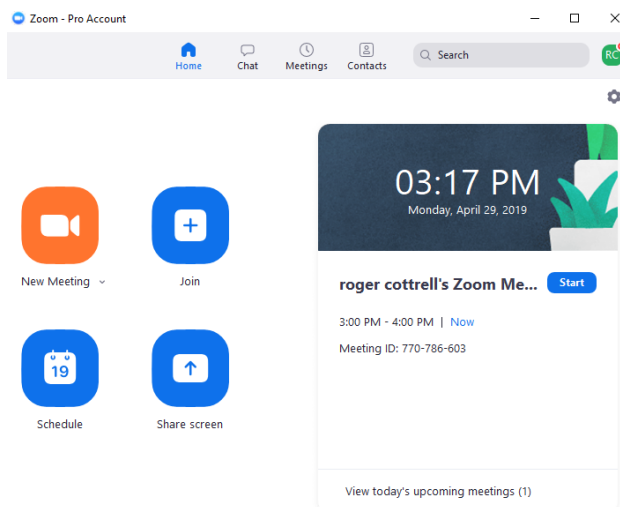 Zoom - Pro Account
Home
Chat
Meetings
Contacts
Search
RC
03:17 PM
Monday, April 29, 2019
New Meeting
Join
roger cottrell's Zoom Me...
Start
3:00 PM - 4:00 PM | Now
Meeting ID: 770-786-603
19
Schedule
Share screen
View today's upcoming meetings (1)